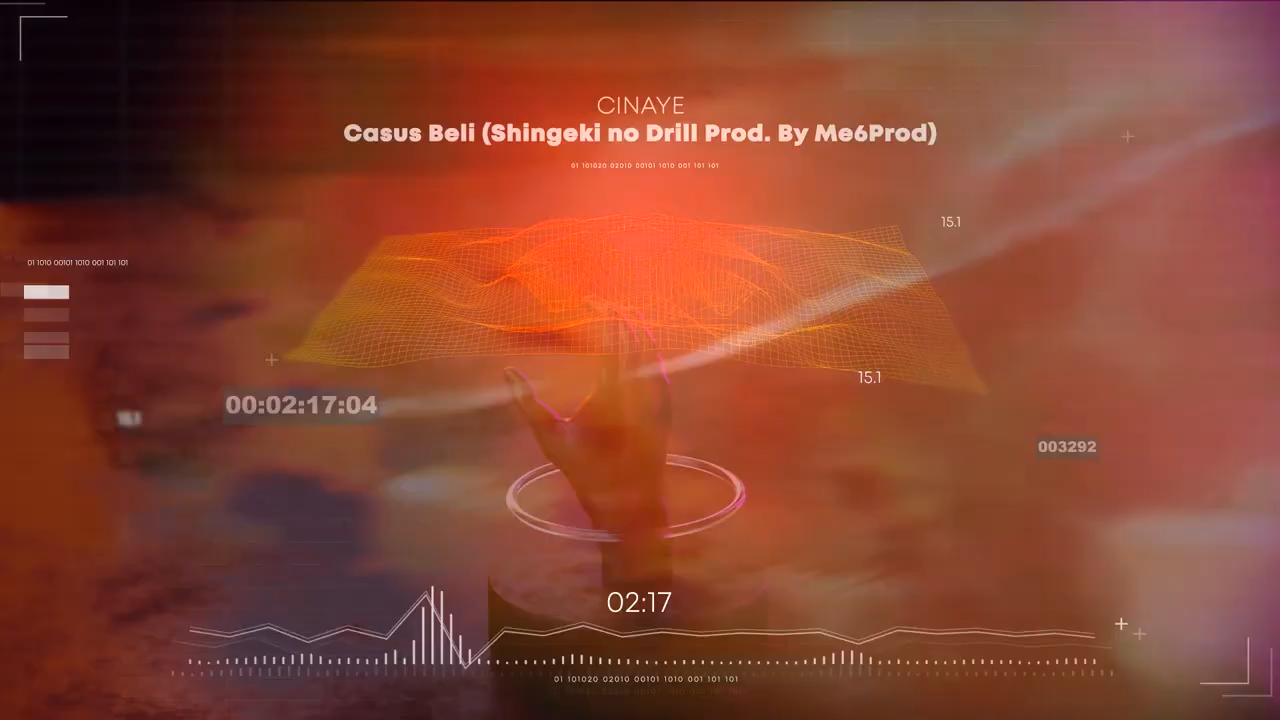 CINAYE
Casus Beli (Shingeki no Drill Prod. By Me6Prod)
01 101020 02010 00101 1010 001 101 101
15.1
01 1010 00101 1010 001 101 101
15.1
00:02:17:04
003292
02:17
01 101020 02010 00101 1010 001 101 101